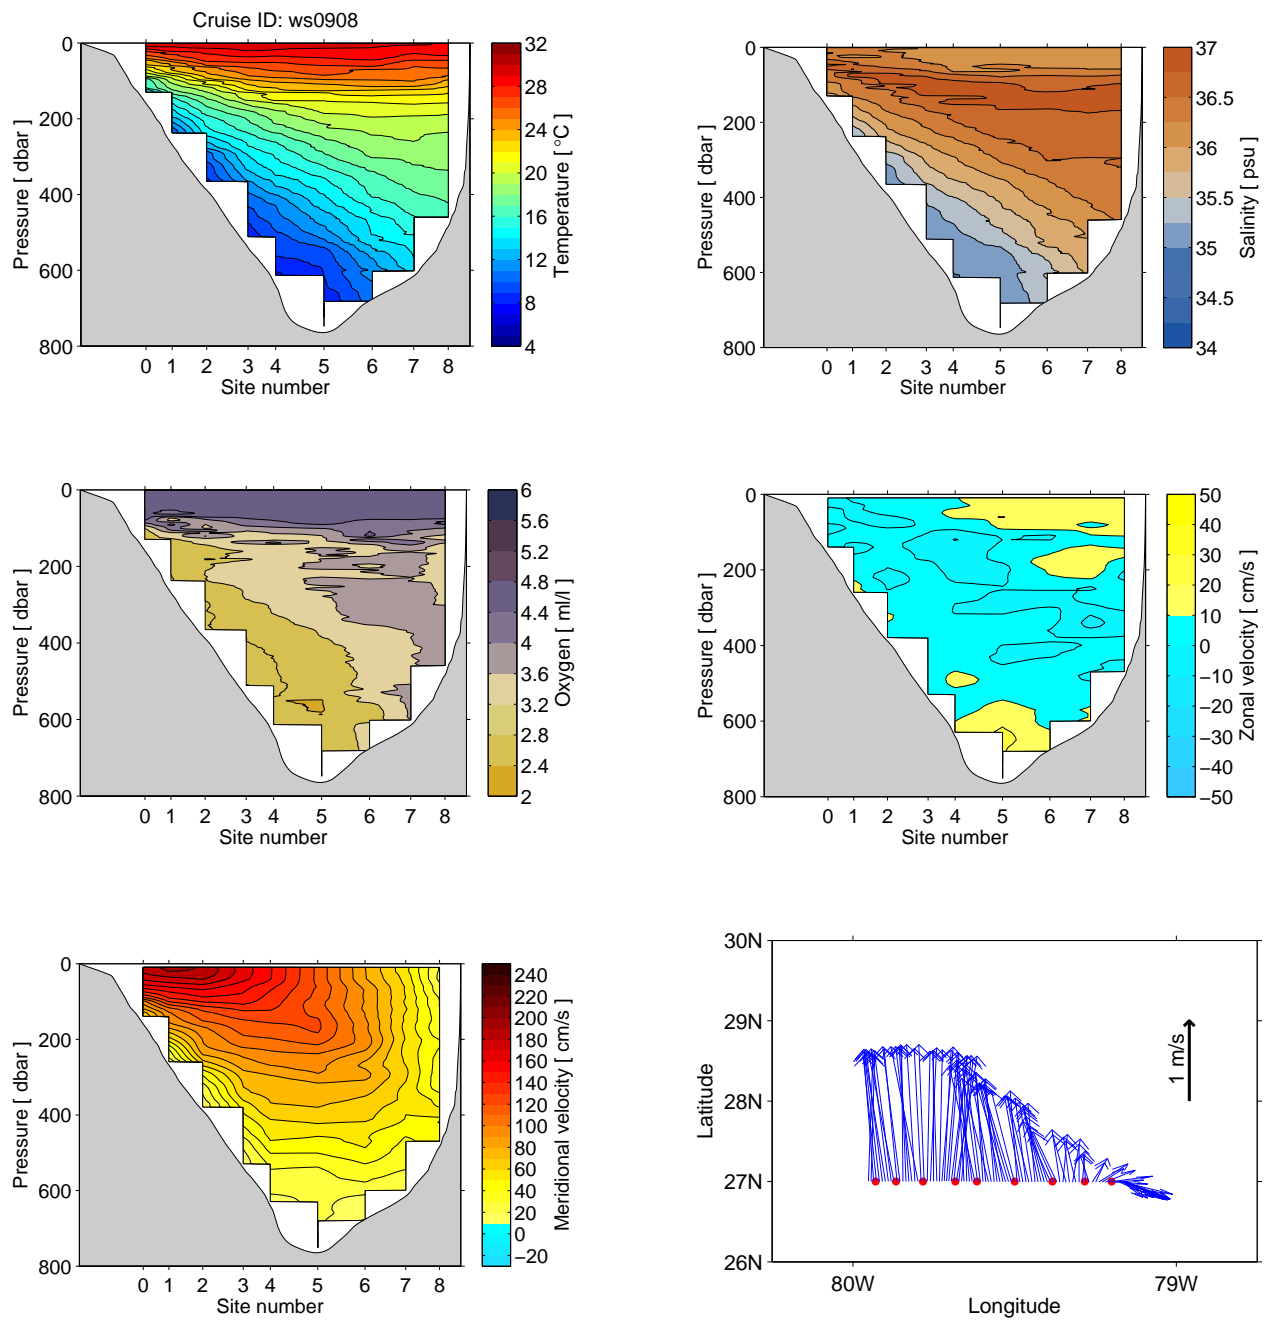 Cruise ID: ws0908
0
200
400
600
800
Pressure [ dbar ]
0 1 2 3 4 5 6 7 8
Site number
32
28
24
20
16
12
8
4
Temperature [ °C ]
0
200
400
600
800
Pressure [ dbar ]
0 1 2 3 4 5 6 7 8
Site number
37
36.5
36
35.5
35
34.5
34
Salinity [ psu ]
0
200
400
600
800
Pressure [ dbar ]
0 1 2 3 4 5 6 7 8
Site number
6
5.6
5.2
4.8
4.4
4
3.6
3.2
2.8
2.4
2
Oxygen [ ml/l ]
0
200
400
600
800
Pressure [ dbar ]
0 1 2 3 4 5 6 7 8
Site number
50
40
30
20
10
0
−10
−20
−30
−40
−50
Zonal velocity [ cm/s ]
0
200
400
600
800
Pressure [ dbar ]
0 1 2 3 4 5 6 7 8
Site number
240
220
200
180
160
140
120
100
80
60
40
20
0
−20
Meridional velocity [ cm/s ]
30N
29N
28N
27N
26N
Latitude
1 m/s
80W 79W
Longitude